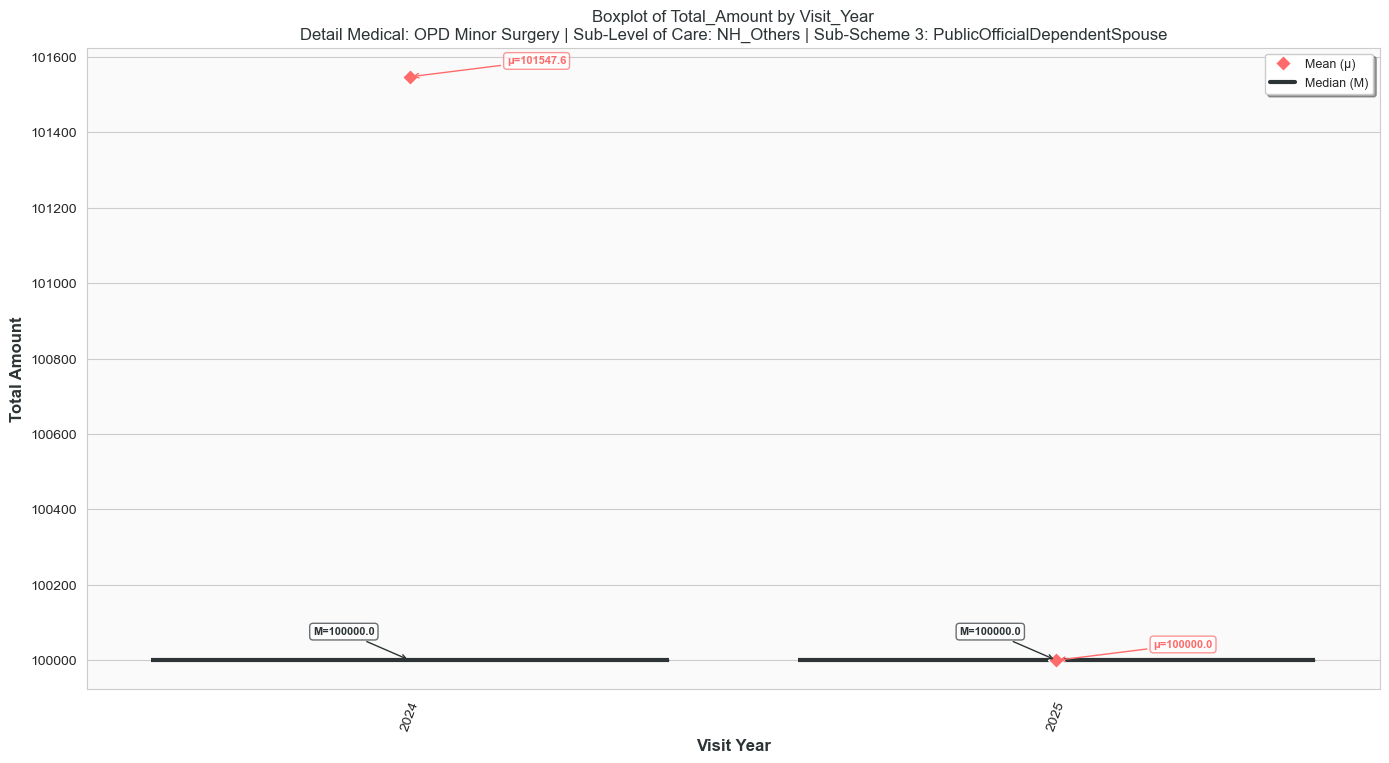 Boxplot of Total_Amount by Visit_Year
Detail Medical: OPD Minor Surgery | Sub-Level of Care: NH_Others | Sub-Scheme 3: PublicOfficialDependentSpouse
Mean (μ)
Median (M)
μ=101547.6
101600
101400
101200
101000
100800
100600
100400
100200
100000
Total Amount
M=100000.0
M=100000.0
μ=100000.0
2024
2025
Visit Year